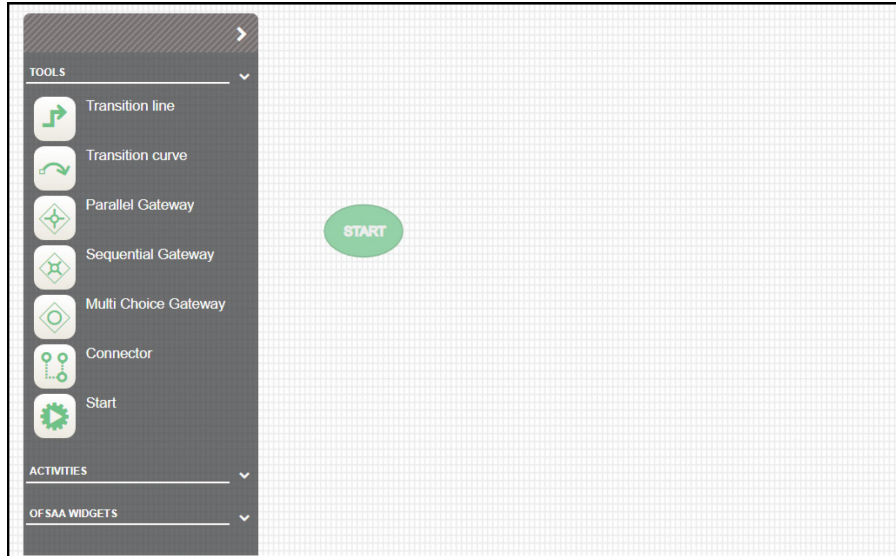 TOOLS
Transition line
Transition curve
Parallel Gateway
START
Sequential Gateway
Multi Choice Gateway
Connector
Start
ACTIVITIES
OFSAA WIDGETS